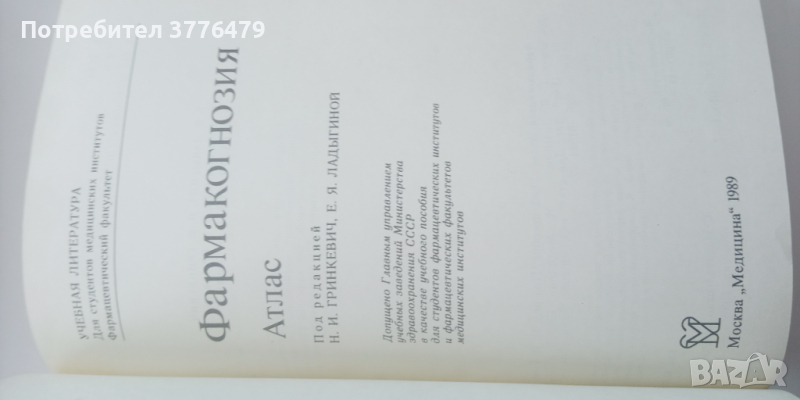 Потребител 3776479
УЧЕБНАЯ ЛИТЕРАТУРА
Для студентов медицинских институтов
Фармацевтический факультет
Фармакогнозия
Атлас
Под редакцией
Н. И. ГРИНКЕВИЧ, Е. Я. ЛАДЫГИНОЙ
Допущено Главным управлением
учебных заведений Министерства
здравоохранения СССР
в качестве учебного пособия
для студентов фармацевтических институтов
и фармацевтических факультетов
медицинских институтов
Москва „Медицина“ 1989
BAZAR